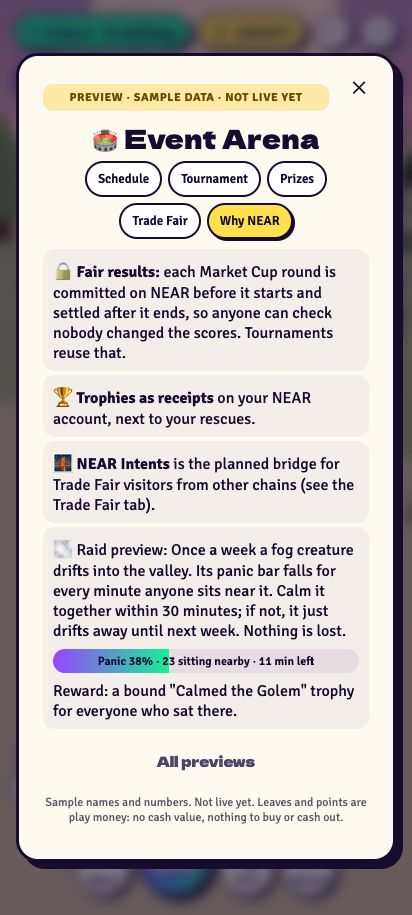 PREVIEW · SAMPLE DATA · NOT LIVE YET
Event Arena
Schedule
Tournament
Prizes
Trade Fair
Why NEAR
Fair results: each Market Cup round is
committed on NEAR before it starts and
settled after it ends, so anyone can check
nobody changed the scores. Tournaments
reuse that.
Trophies as receipts on your NEAR
account, next to your rescues.
NEAR Intents is the planned bridge for
Trade Fair visitors from other chains (see the
Trade Fair tab).
Raid preview: Once a week a fog creature
drifts into the valley. Its panic bar falls for
every minute anyone sits near it. Calm it
together within 30 minutes; if not, it just
drifts away until next week. Nothing is lost.
Panic 38% · 23 sitting nearby · 11 min left
Reward: a bound "Calmed the Golem" trophy
for everyone who sat there.
All previews
Sample names and numbers. Not live yet. Leaves and points are
play money: no cash value, nothing to buy or cash out.